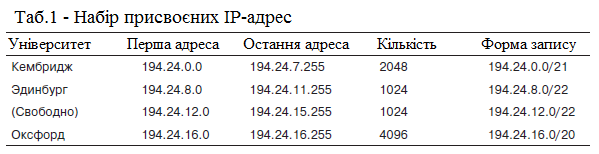 Таб.1 - Набір присвоєних IP-адрес
Університет Перша адреса Остання адреса Кількість Форма запису
Кембридж 194.24.0.0 194.24.7.255 2048 194.24.0.0/21
Эдинбург 194.24.8.0 194.24.11.255 1024 194.24.8.0/22
(Свободно) 194.24.12.0 194.24.15.255 1024 194.24.12.0/22
Оксфорд 194.24.16.0 194.24.16.255 4096 194.24.16.0/20